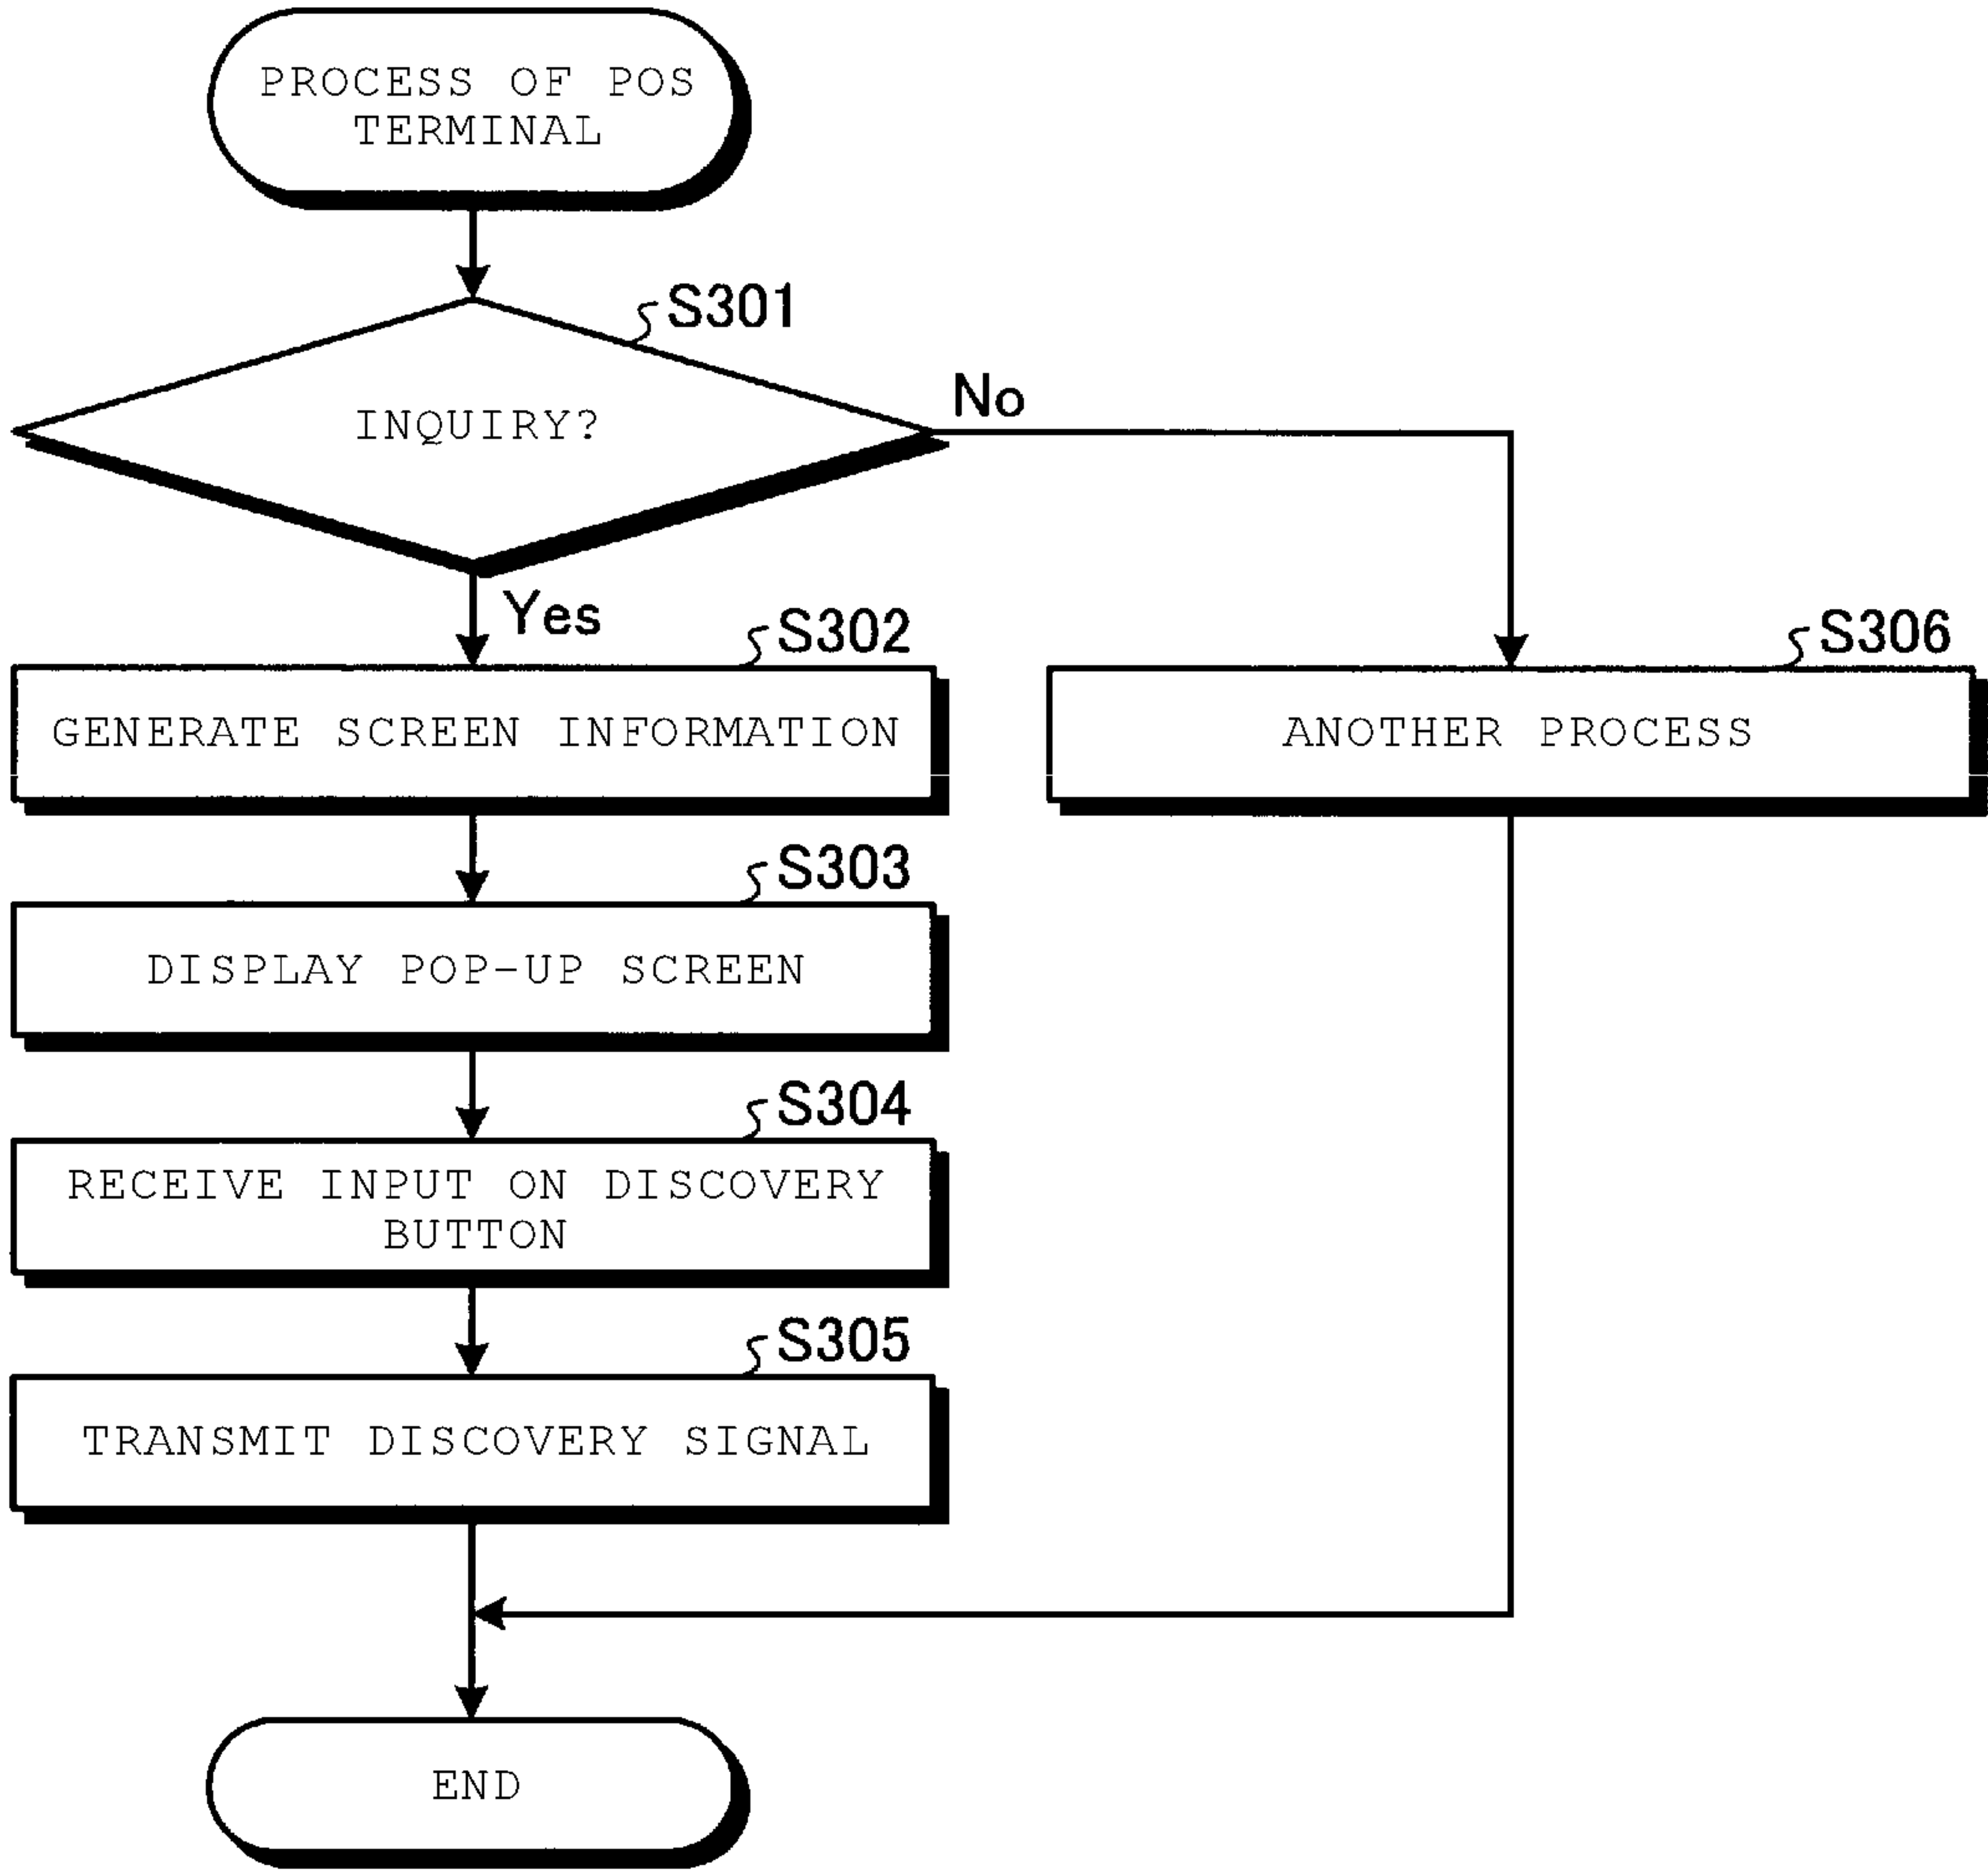 PROCESS OF POS
TERMINAL
S301
INQUIRY?
No
Yes
S302
GENERATE SCREEN INFORMATION
S306
ANOTHER PROCESS
S303
DISPLAY POP-UP SCREEN
S304
RECEIVE INPUT ON DISCOVERY
BUTTON
S305
TRANSMIT DISCOVERY SIGNAL
END